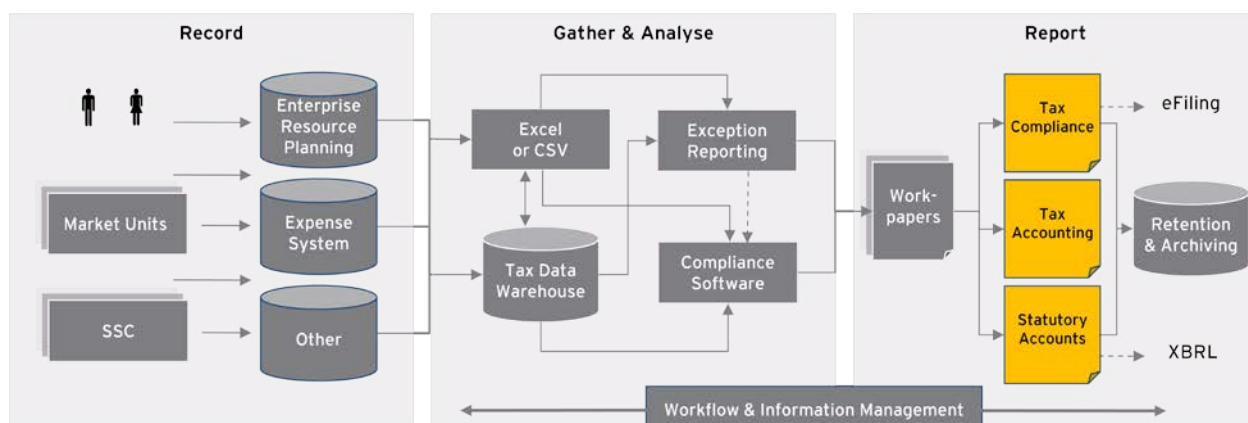 Record
Enterprise
Resource
Planning
Market Units
Expense
System
SSC
Other
Gather & Analyse
Excel
or CSV
Exception
Reporting
Tax Data
Warehouse
Compliance
Software
Report
Work-
papers
Tax
Compliance
eFiling
Tax
Accounting
Retention
& Archiving
Statutory
Accounts
XBRL
Workflow & Information Management